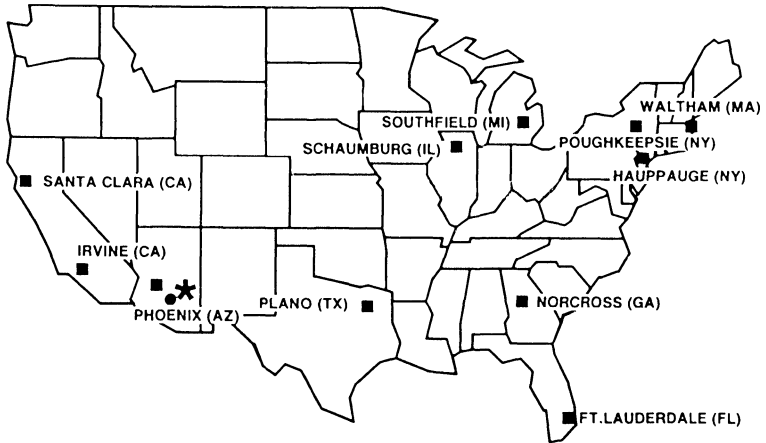 WALTHAM (MA)
SOUTHFIELD (MI)
POUGHKEEPSIE (NY)
SCHAUMBURG (IL)
HAUPPAUGE (NY)
SANTA CLARA (CA)
IRVINE (CA)
PLANO (TX)
NORCROSS (GA)
PHOENIX (AZ)
FT.LAUDERDALE (FL)